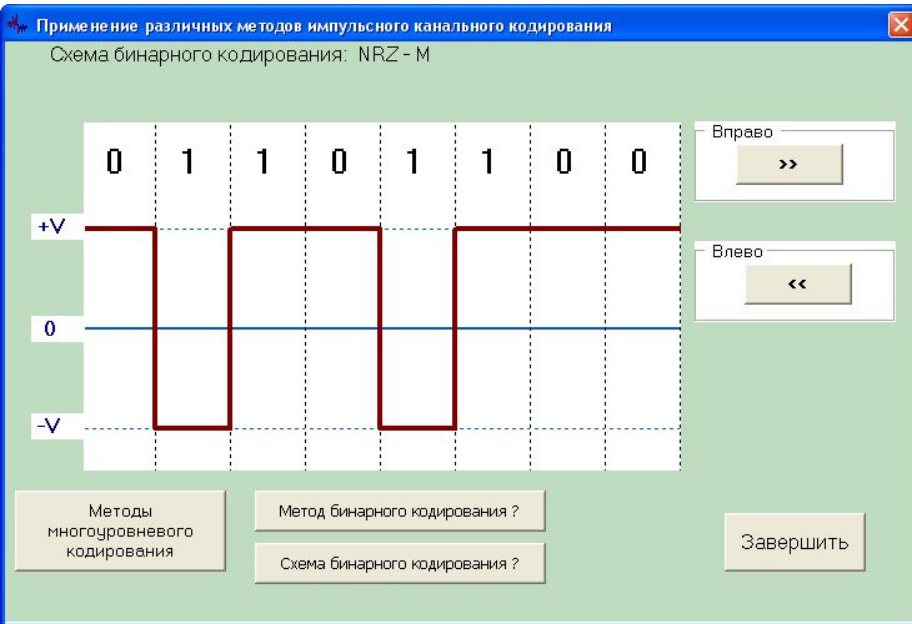 Применение различных методов импульсного канального кодирования
Схема бинарного кодирования: NRZ - M
0 1 1 0 1 1 0 0
+V
0
-V
Вправо
>>
Влево
<<
Методы
многоуровневого
кодирования
Метод бинарного кодирования ?
Схема бинарного кодирования ?
Завершить